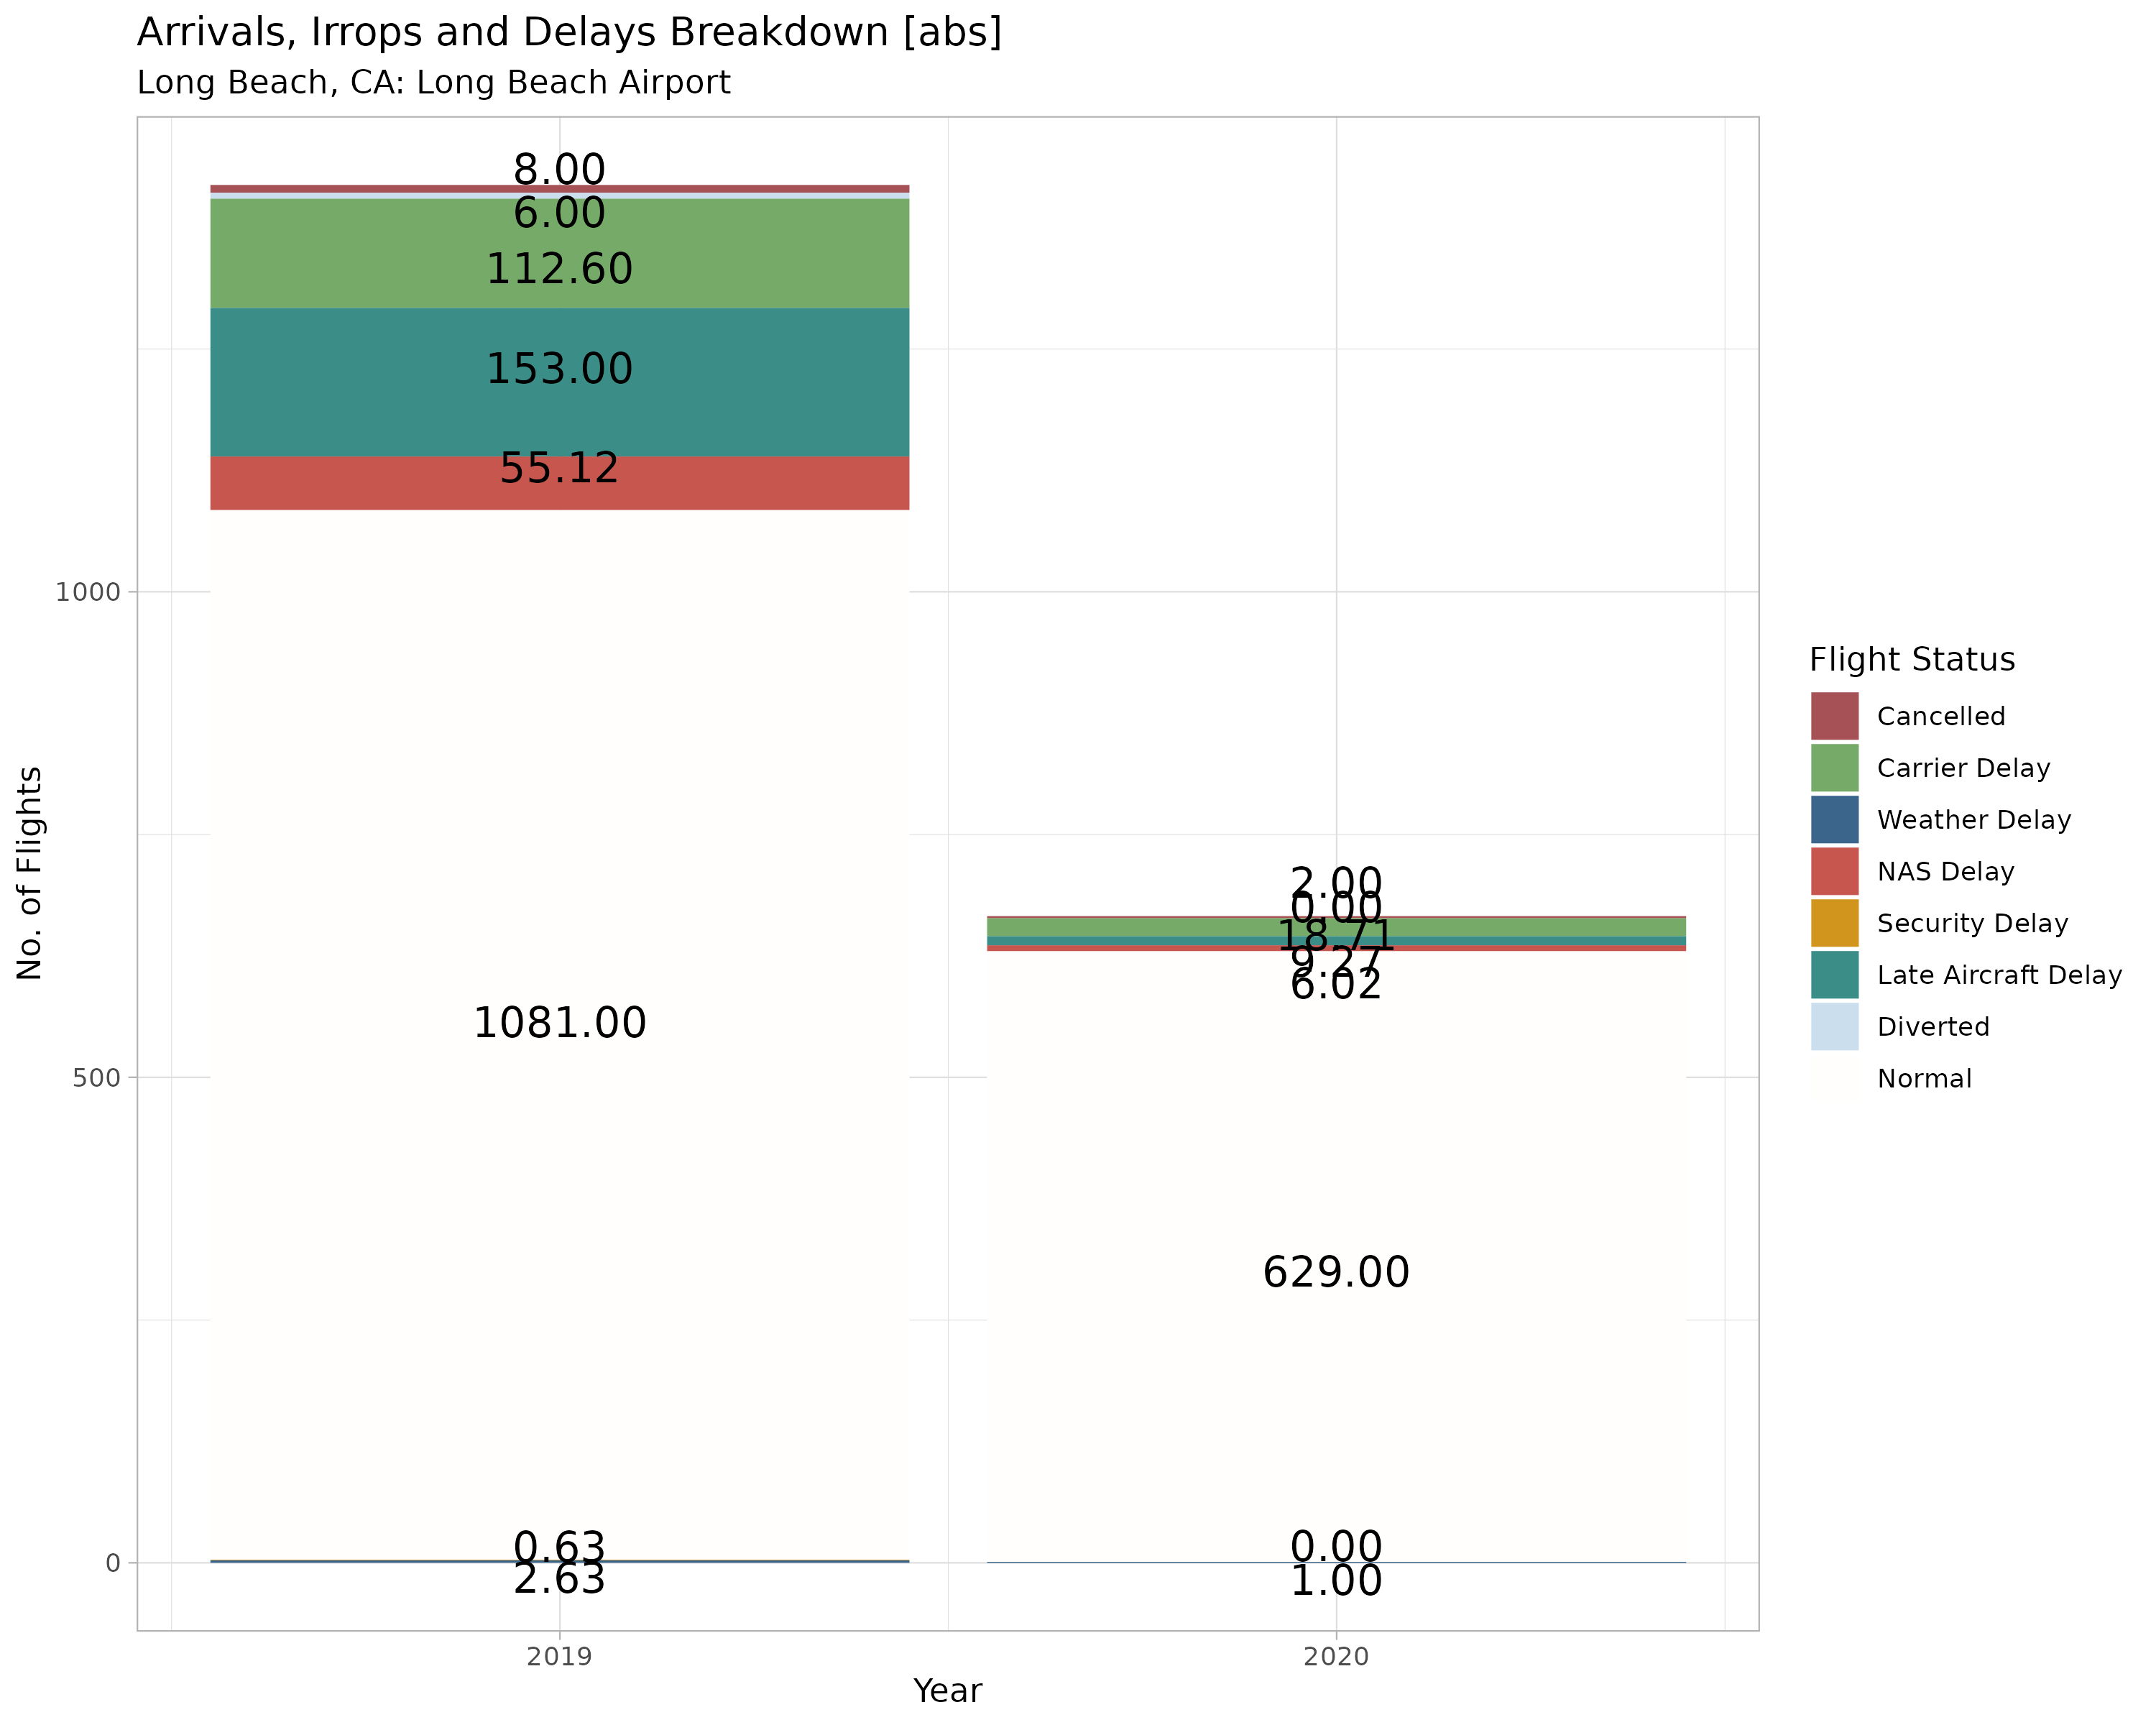 Arrivals, Irrops and Delays Breakdown [abs]
Long Beach, CA: Long Beach Airport
No. of Flights
1000
500
0
8.00
6.00
112.60
153.00
55.12
1081.00
0.63
2.63
2.00
0.00
18.71
9.27
6.02
629.00
0.00
1.00
2019
2020
Year
Flight Status
Cancelled
Carrier Delay
Weather Delay
NAS Delay
Security Delay
Late Aircraft Delay
Diverted
Normal